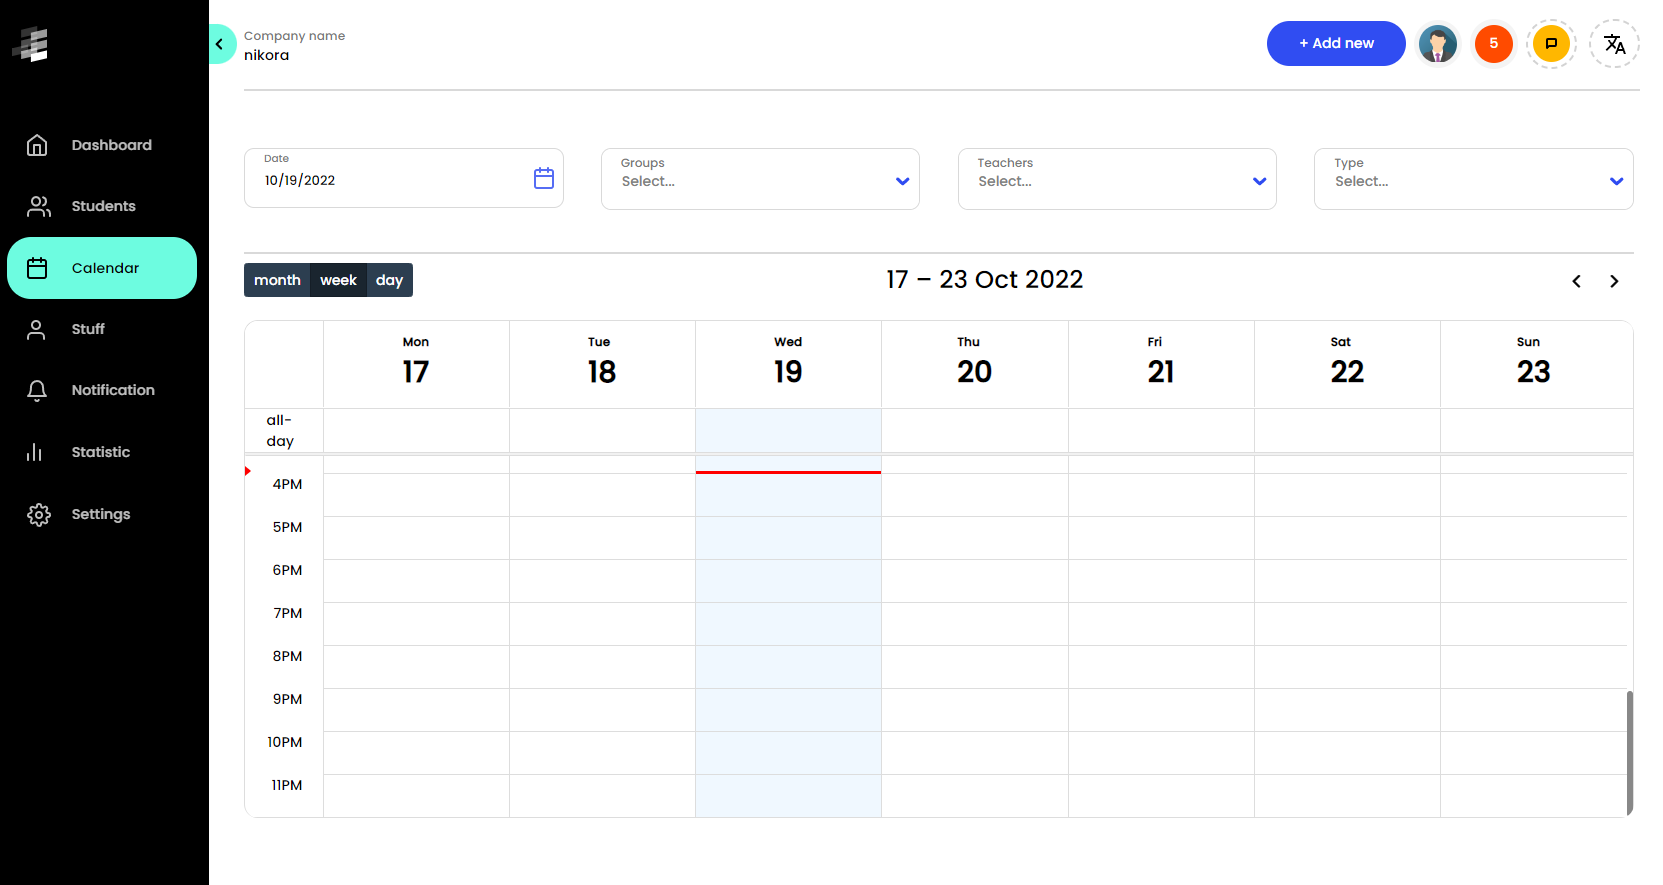 Company name
nikora
+ Add new
5
Dashboard
Students
Calendar
Stuff
Notification
Statistic
Settings
Date
10/19/2022
Groups
Select...
Teachers
Select...
Type
Select...
month week day
17 – 23 Oct 2022
Mon Tue Wed Thu Fri Sat Sun
17 18 19 20 21 22 23
all-
day
4PM
5PM
6PM
7PM
8PM
9PM
10PM
11PM